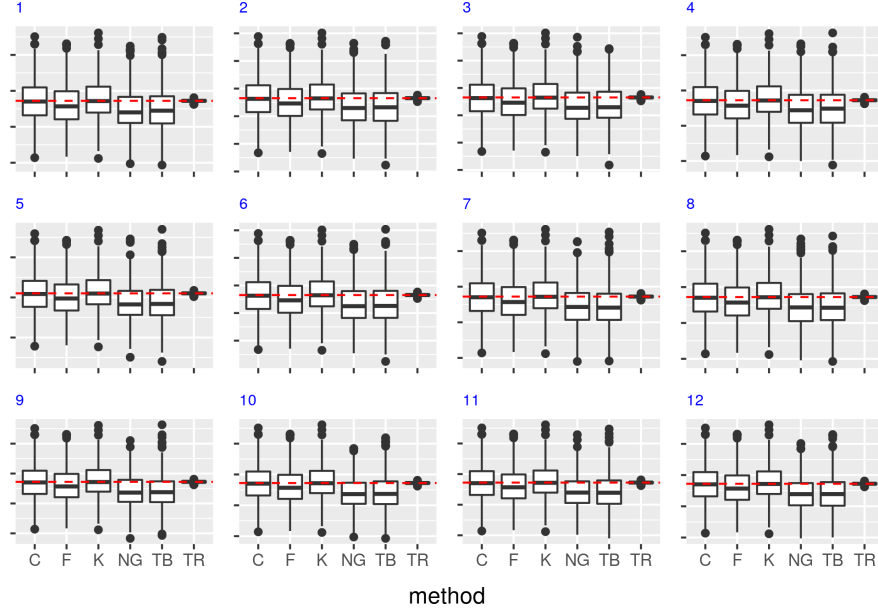 1 2 3 4
5 6 7 8
9 10 11 12
C F K NG TB TR C F K NG TB TR C F K NG TB TR C F K NG TB TR
method